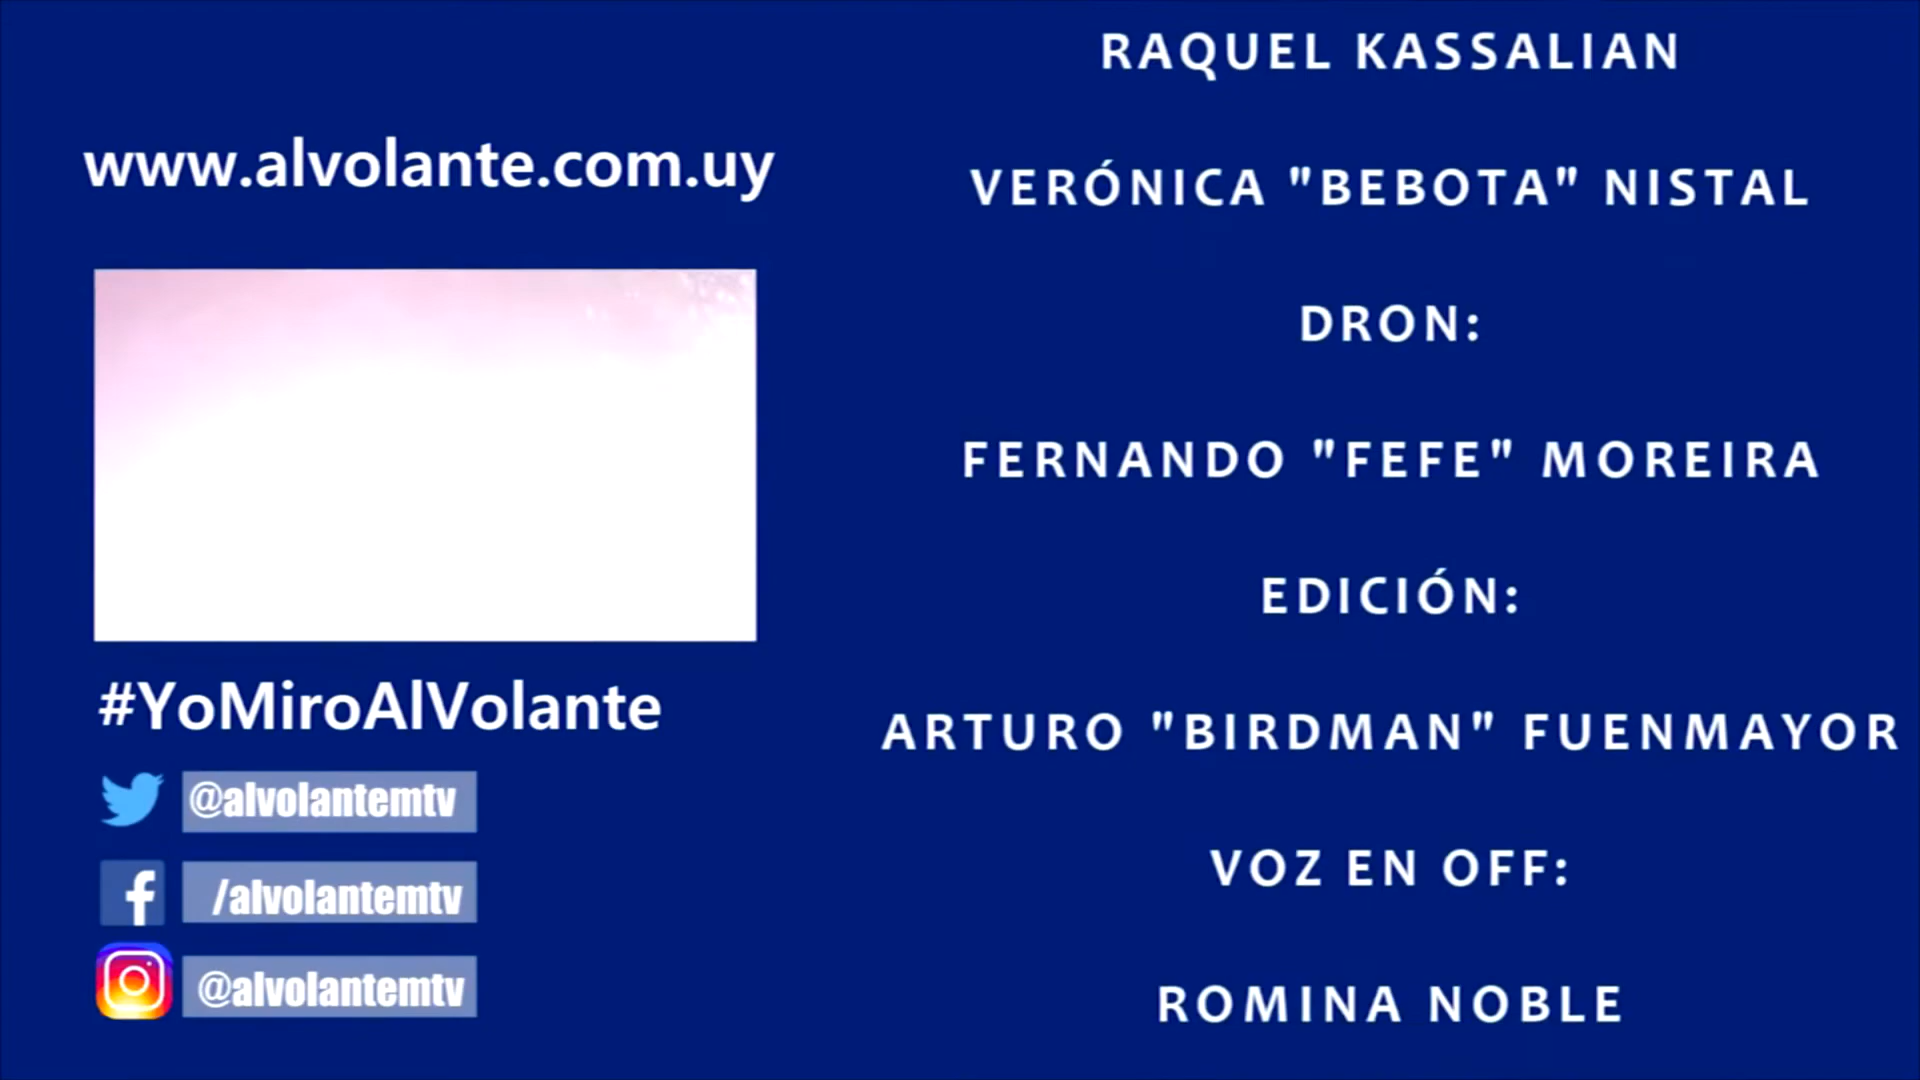 www.alvolante.com.uy
#YoMiroAlVolante
@alvolantemtv
/alvolantemtv
@alvolantemtv
RAQUEL KASSALIAN
VERÓNICA "BEBOTA" NISTAL
DRON:
FERNANDO "FEFE" MOREIRA
EDICIÓN:
ARTURO "BIRDMAN" FUENMAYOR
VOZ EN OFF:
ROMINA NOBLE